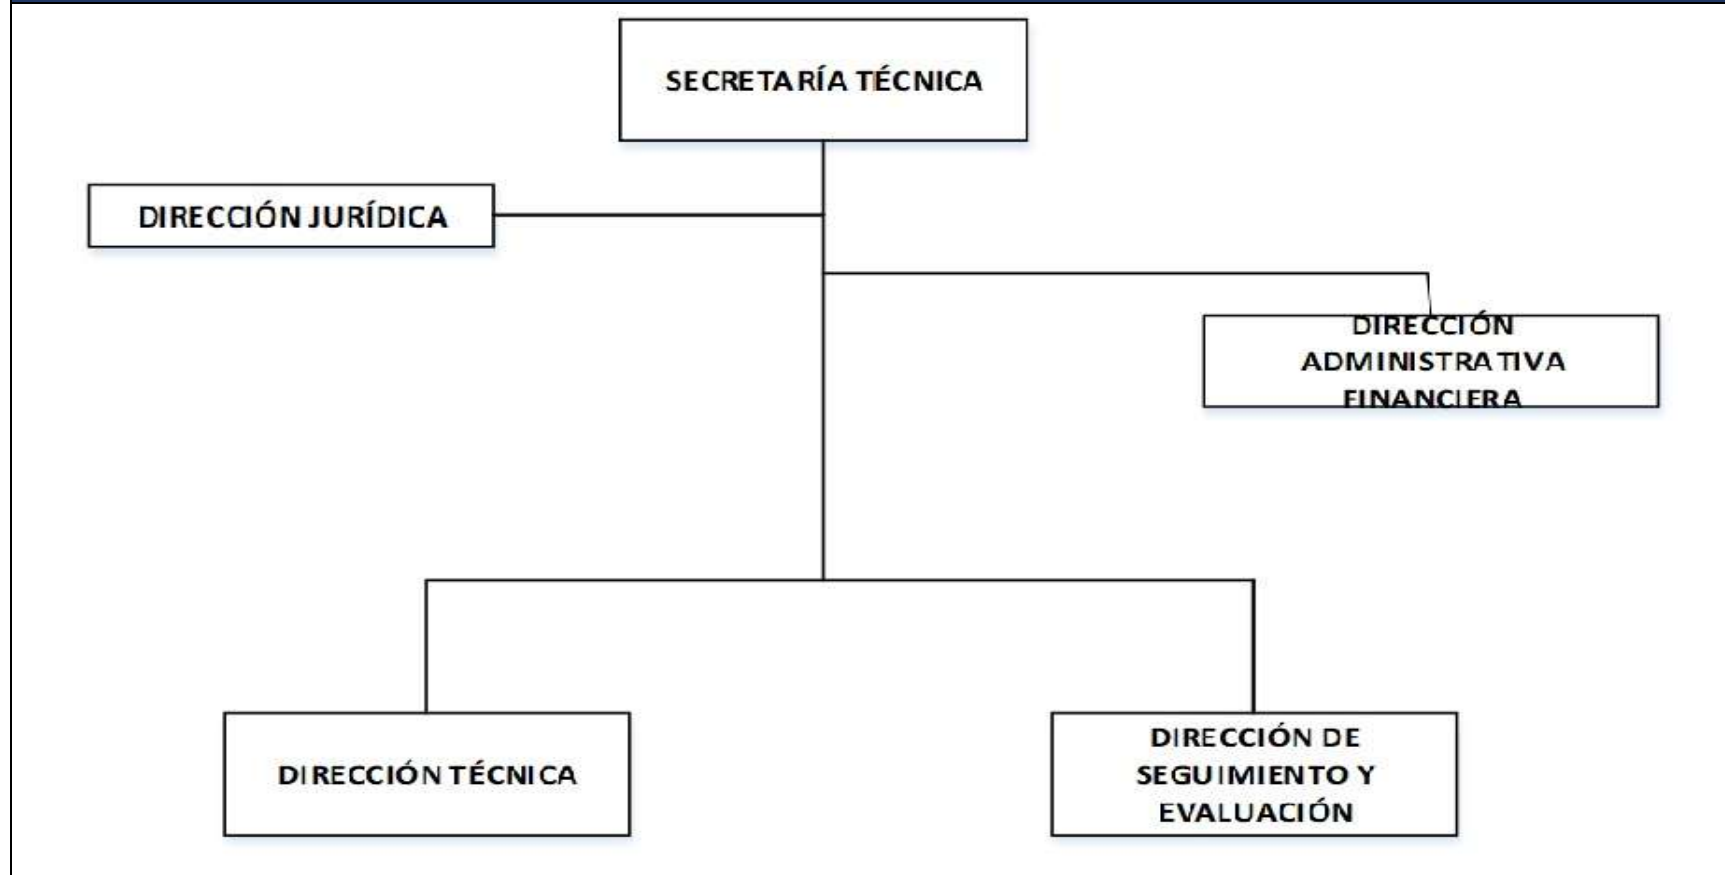 SECRETARÍA TÉCNICA
DIRECCIÓN JURÍDICA
DIRECCIÓN
ADMINISTRATIVA
FINANCIERA
DIRECCIÓN TÉCNICA
DIRECCIÓN DE
SEGUIMIENTO Y
EVALUACIÓN